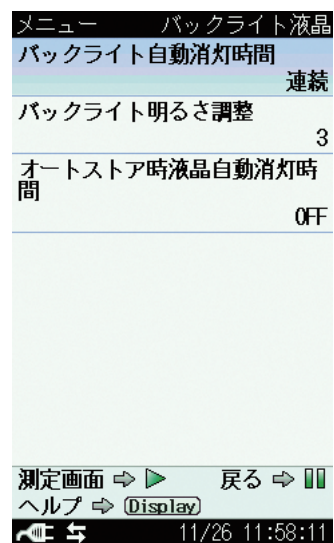 メニュー　バックライト液晶
バックライト自動消灯時間
連続
バックライト明るさ調整
3
オートストア時液晶自動消灯時
間
OFF
測定画面 ⇨ ▷　戻る ⇨ ▯▯
ヘルプ ⇨ (Display)
11/26 11:58:11